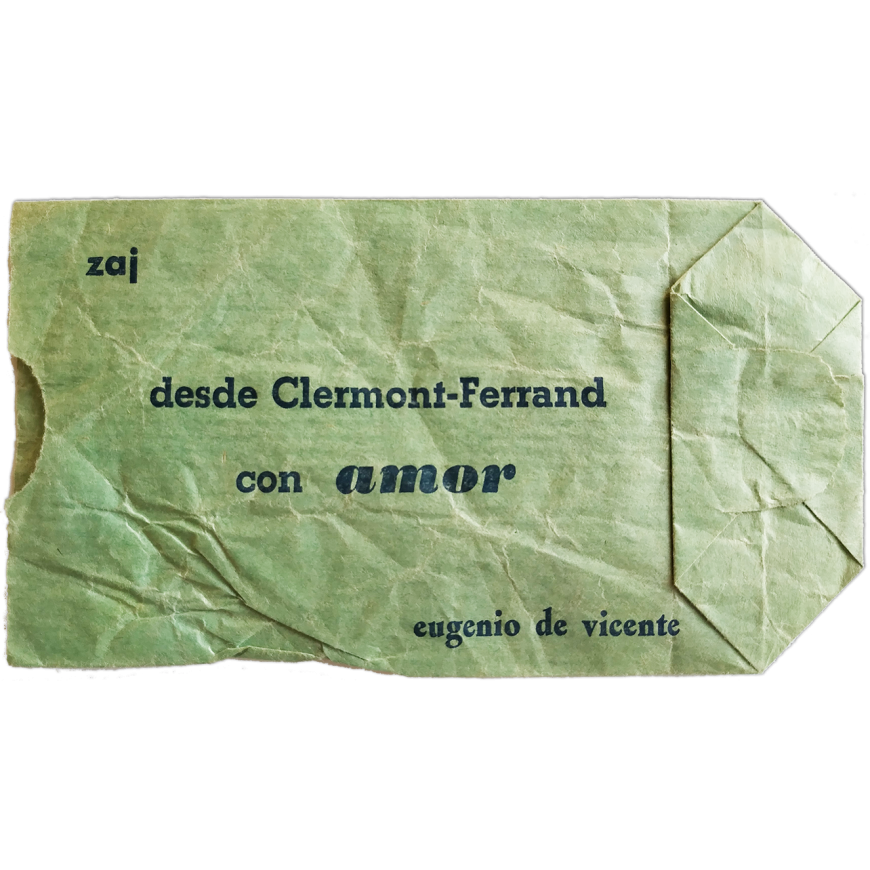 zaj
desde Clermont-Ferrand
con amor
eugenio de vicente